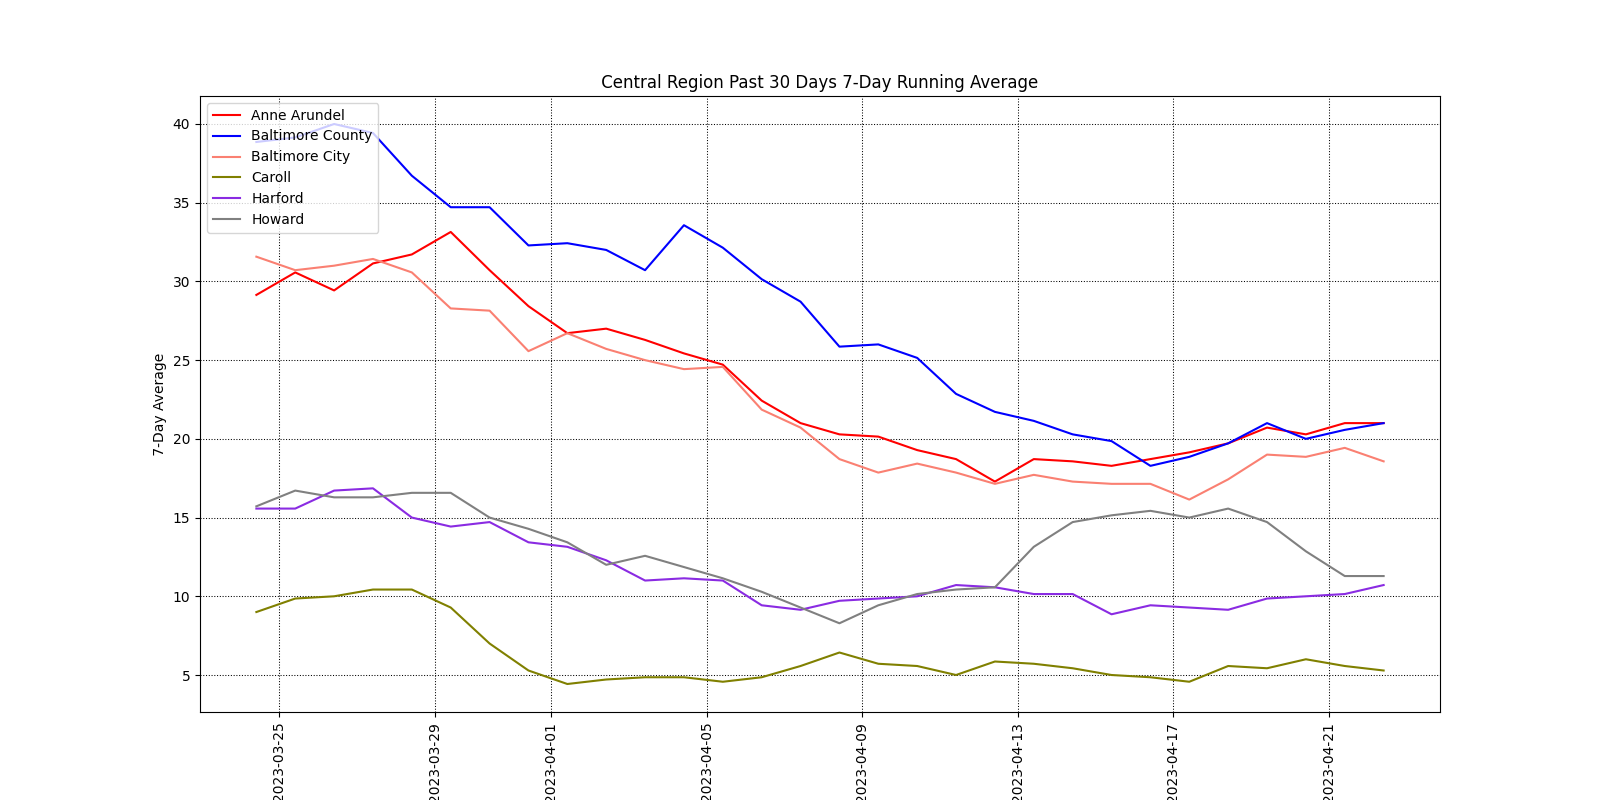 Central Region Past 30 Days 7-Day Running Average
Anne Arundel
Baltimore County
Baltimore City
Caroll
Harford
Howard
7-Day Average
40
35
30
25
20
15
10
5
2023-03-25
2023-03-29
2023-04-01
2023-04-05
2023-04-09
2023-04-13
2023-04-17
2023-04-21